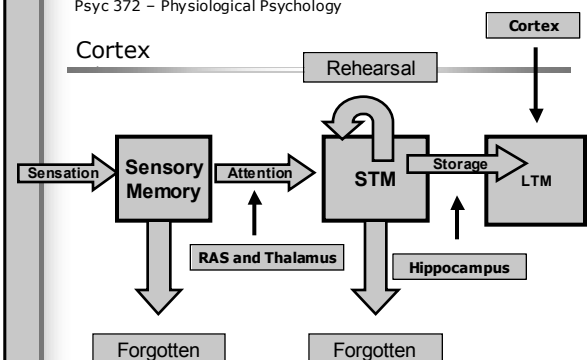 Psyc 372 – Physiological Psychology
Cortex
Cortex
Rehearsal
Sensation
Sensory
Memory
Attention
STM
Storage
LTM
RAS and Thalamus
Hippocampus
Forgotten
Forgotten